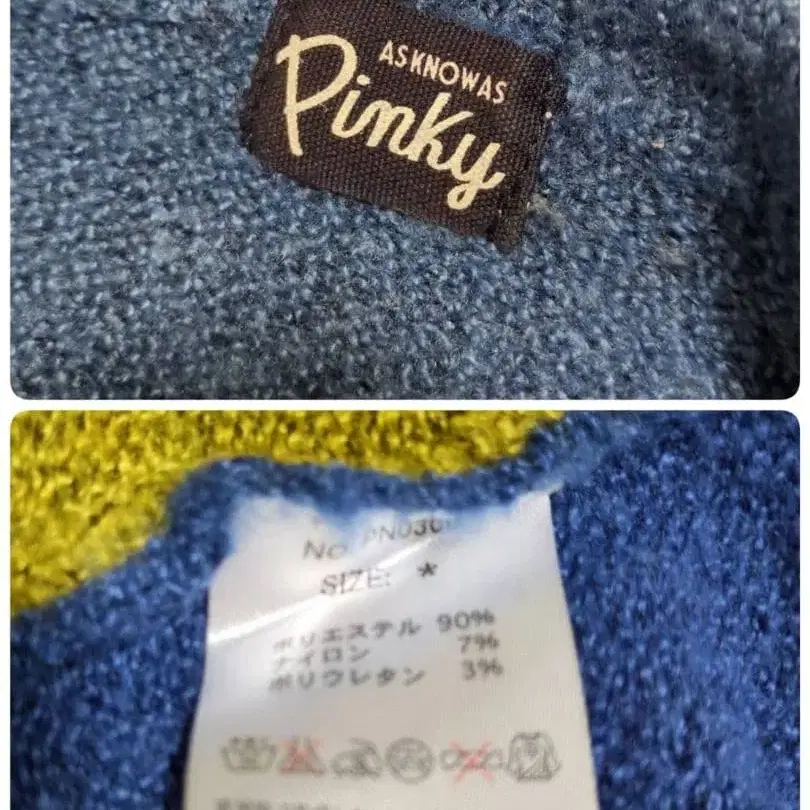 ASKNOWAS
Pinky
No. PN030
SIZE: *
ポリエステル 90%
ナイロン 7%
ポリウレタン 3%